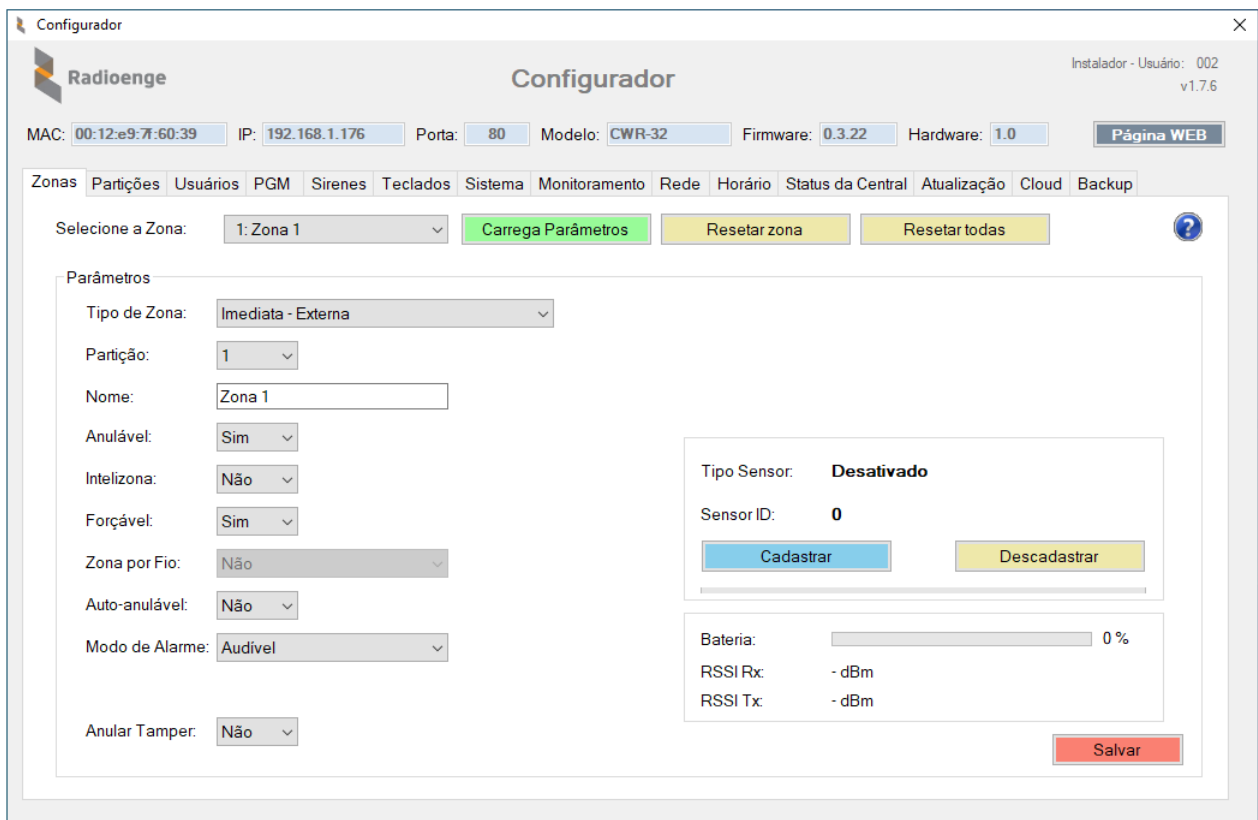 Configurador
Radioenge
Configurador
Instalador - Usuário: 002
v1.7.6
MAC: 00:12:e9:7f:60:39 IP: 192.168.1.176 Porta: 80 Modelo: CWR-32 Firmware: 0.3.22 Hardware: 1.0 Página WEB
Zonas Partições Usuários PGM Sirenes Teclados Sistema Monitoramento Rede Horário Status da Central Atualização Cloud Backup
Selecione a Zona: 1: Zona 1 Carrega Parâmetros Resetar zona Resetar todas ?
Parâmetros
Tipo de Zona: Imediata - Externa
Partição: 1
Nome: Zona 1
Anulável: Sim
Intelizona: Não
Forçável: Sim
Zona por Fio: Não
Auto-anulável: Não
Modo de Alarme: Audível
Anular Tamper: Não
Tipo Sensor: Desativado
Sensor ID: 0
Cadastrar Descadastrar
Bateria: 0 %
RSSI Rx: - dBm
RSSI Tx: - dBm
Salvar